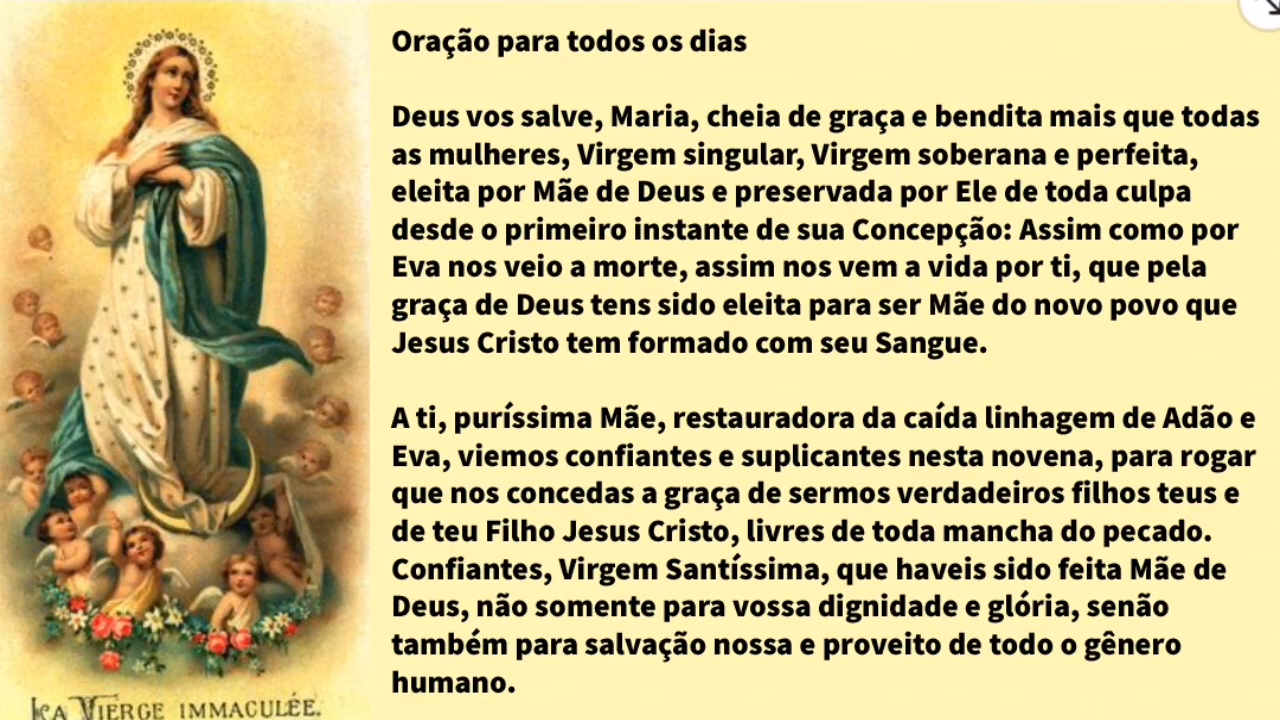 Oração para todos os dias
Deus vos salve, Maria, cheia de graça e bendita mais que todas
as mulheres, Virgem singular, Virgem soberana e perfeita,
eleita por Mãe de Deus e preservada por Ele de toda culpa
desde o primeiro instante de sua Concepção: Assim como por
Eva nos veio a morte, assim nos vem a vida por ti, que pela
graça de Deus tens sido eleita para ser Mãe do novo povo que
Jesus Cristo tem formado com seu Sangue.
A ti, puríssima Mãe, restauradora da caída linhagem de Adão e
Eva, viemos confiantes e suplicantes nesta novena, para rogar
que nos concedas a graça de sermos verdadeiros filhos teus e
de teu Filho Jesus Cristo, livres de toda mancha do pecado.
Confiantes, Virgem Santíssima, que haveis sido feita Mãe de
Deus, não somente para vossa dignidade e glória, senão
também para salvação nossa e proveito de todo o gênero
humano.
LA VIERGE IMMACULÉE.